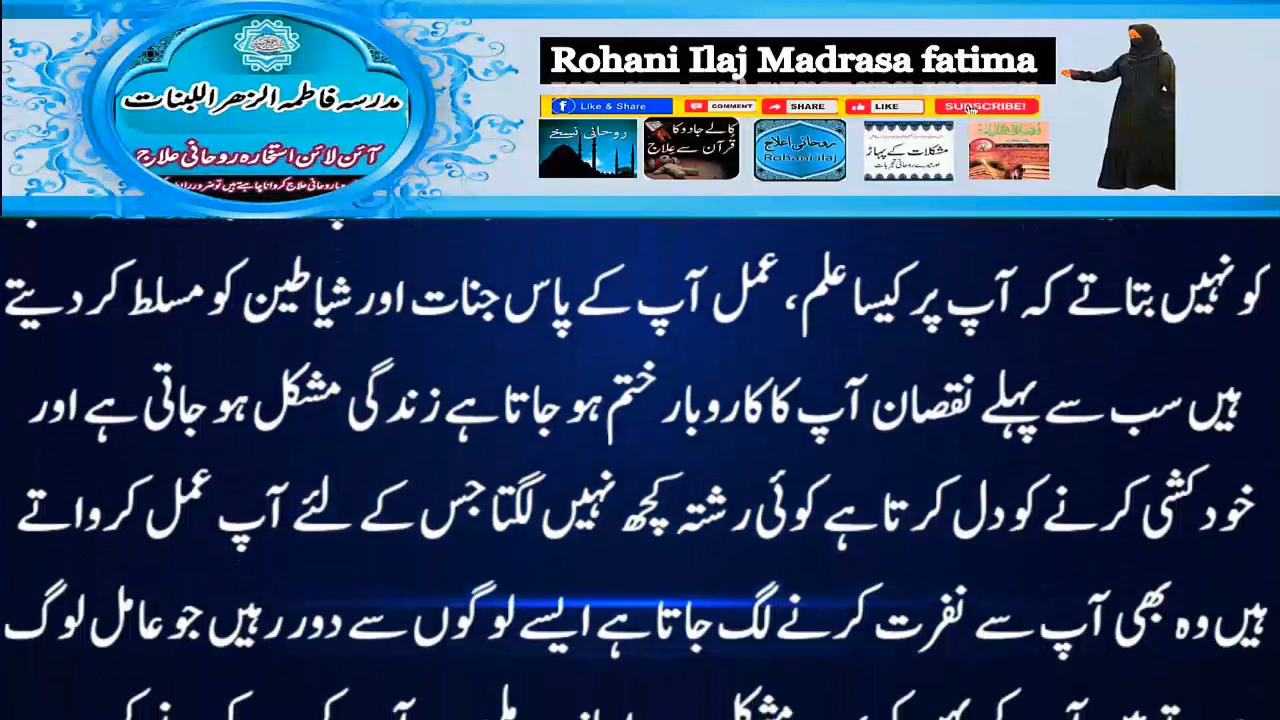 مدرسہ فاطمہ الزھرا للبنات
آئن لائن استخارہ روحانی علاج
Rohani Ilaj Madrasa fatima
Like & Share
COMMENT
SHARE
LIKE
SUBSCRIBE!
روحانی نسخے
کالے جادو کا
قرآن سے علاج
روحانی علاج
Rohani Ilaj
مشکلات کے پہاڑ
کو نہیں بتاتے کہ آپ پر کیسا علم، عمل آپ کے پاس جنات اور شیاطین کو مسلط کر دیتے
ہیں سب سے پہلے نقصان آپ کا کاروبار ختم ہو جاتا ہے زندگی مشکل ہو جاتی ہے اور
خود کشی کرنے کو دل کرتا ہے کوئی رشتہ کچھ نہیں لگتا جس کے لئے آپ عمل کرواتے
ہیں وہ بھی آپ سے نفرت کرنے لگ جاتا ہے ایسے لوگوں سے دور رہیں جو عامل لوگ